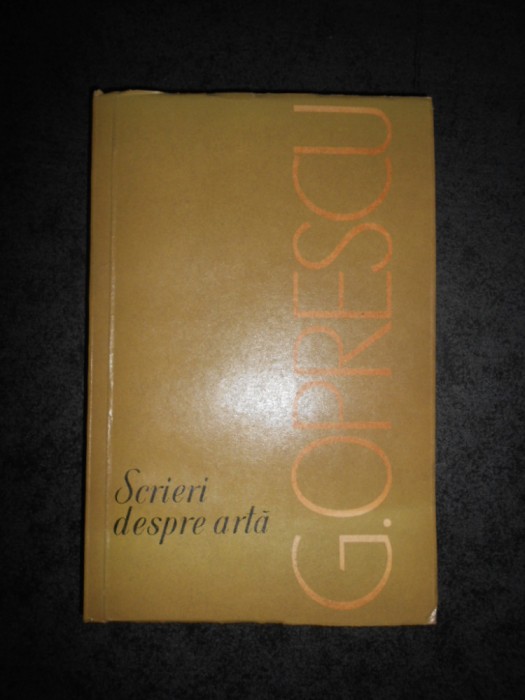 G. OPRESCU
Scrieri
despre artă